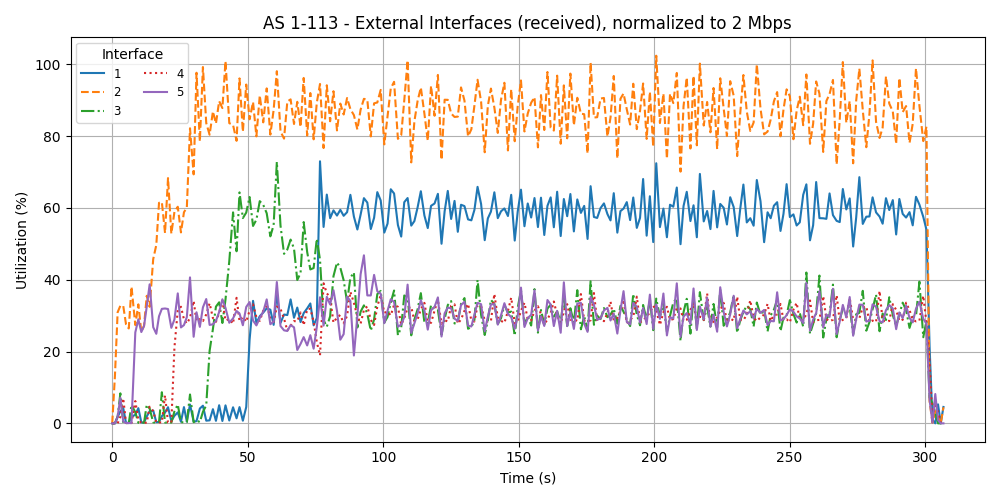 AS 1-113 - External Interfaces (received), normalized to 2 Mbps
Interface
1 4
2 5
3
Utilization (%)
100
80
60
40
20
0
0 50 100 150 200 250 300
Time (s)